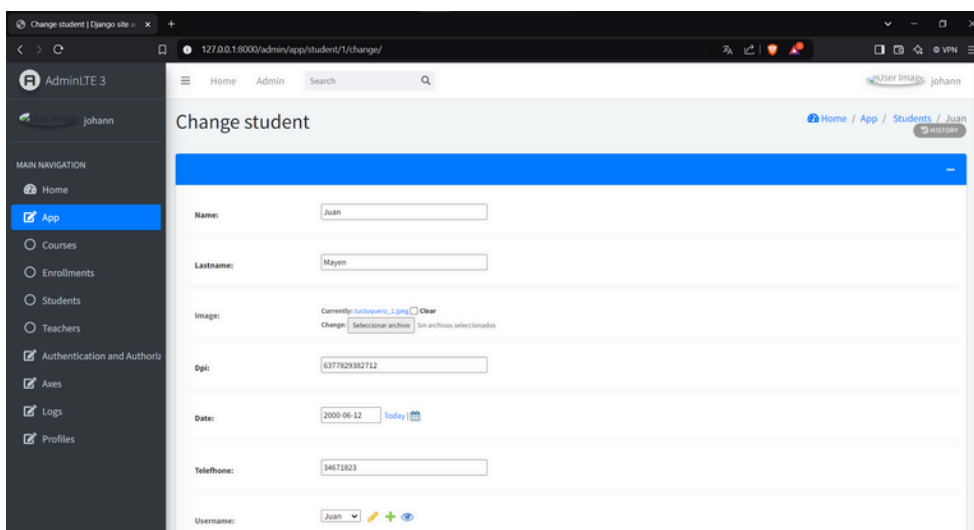 Change student | Django site a
127.0.0.1:8000/admin/app/student/1/change/
VPN
AdminLTE 3
Home Admin Search
User Image johann
johann
Change student
Home / App / Students / Juan
HISTORY
MAIN NAVIGATION
Home
App
Courses
Enrollments
Students
Teachers
Authentication and Authoriz
Axes
Logs
Profiles
Name: Juan
Lastname: Mayen
Image: Currently: tuctuquero_1.jpeg Clear
Change: Seleccionar archivo Sin archivos seleccionados
Dpi: 6377829382712
Date: 2000-06-12 Today |
Telefhone: 34671823
Username: Juan